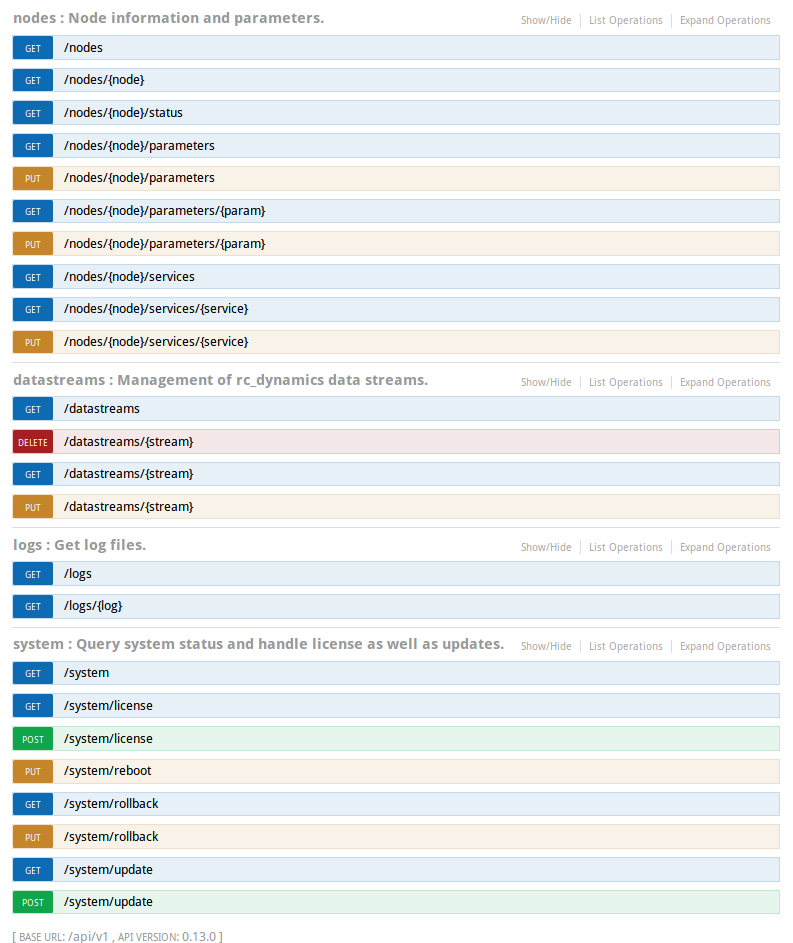 nodes : Node information and parameters. Show/Hide List Operations Expand Operations
GET /nodes
GET /nodes/{node}
GET /nodes/{node}/status
GET /nodes/{node}/parameters
PUT /nodes/{node}/parameters
GET /nodes/{node}/parameters/{param}
PUT /nodes/{node}/parameters/{param}
GET /nodes/{node}/services
GET /nodes/{node}/services/{service}
PUT /nodes/{node}/services/{service}
datastreams : Management of rc_dynamics data streams. Show/Hide List Operations Expand Operations
GET /datastreams
DELETE /datastreams/{stream}
GET /datastreams/{stream}
PUT /datastreams/{stream}
logs : Get log files. Show/Hide List Operations Expand Operations
GET /logs
GET /logs/{log}
system : Query system status and handle license as well as updates. Show/Hide List Operations Expand Operations
GET /system
GET /system/license
POST /system/license
PUT /system/reboot
GET /system/rollback
PUT /system/rollback
GET /system/update
POST /system/update
[ BASE URL: /api/v1 , API VERSION: 0.13.0 ]